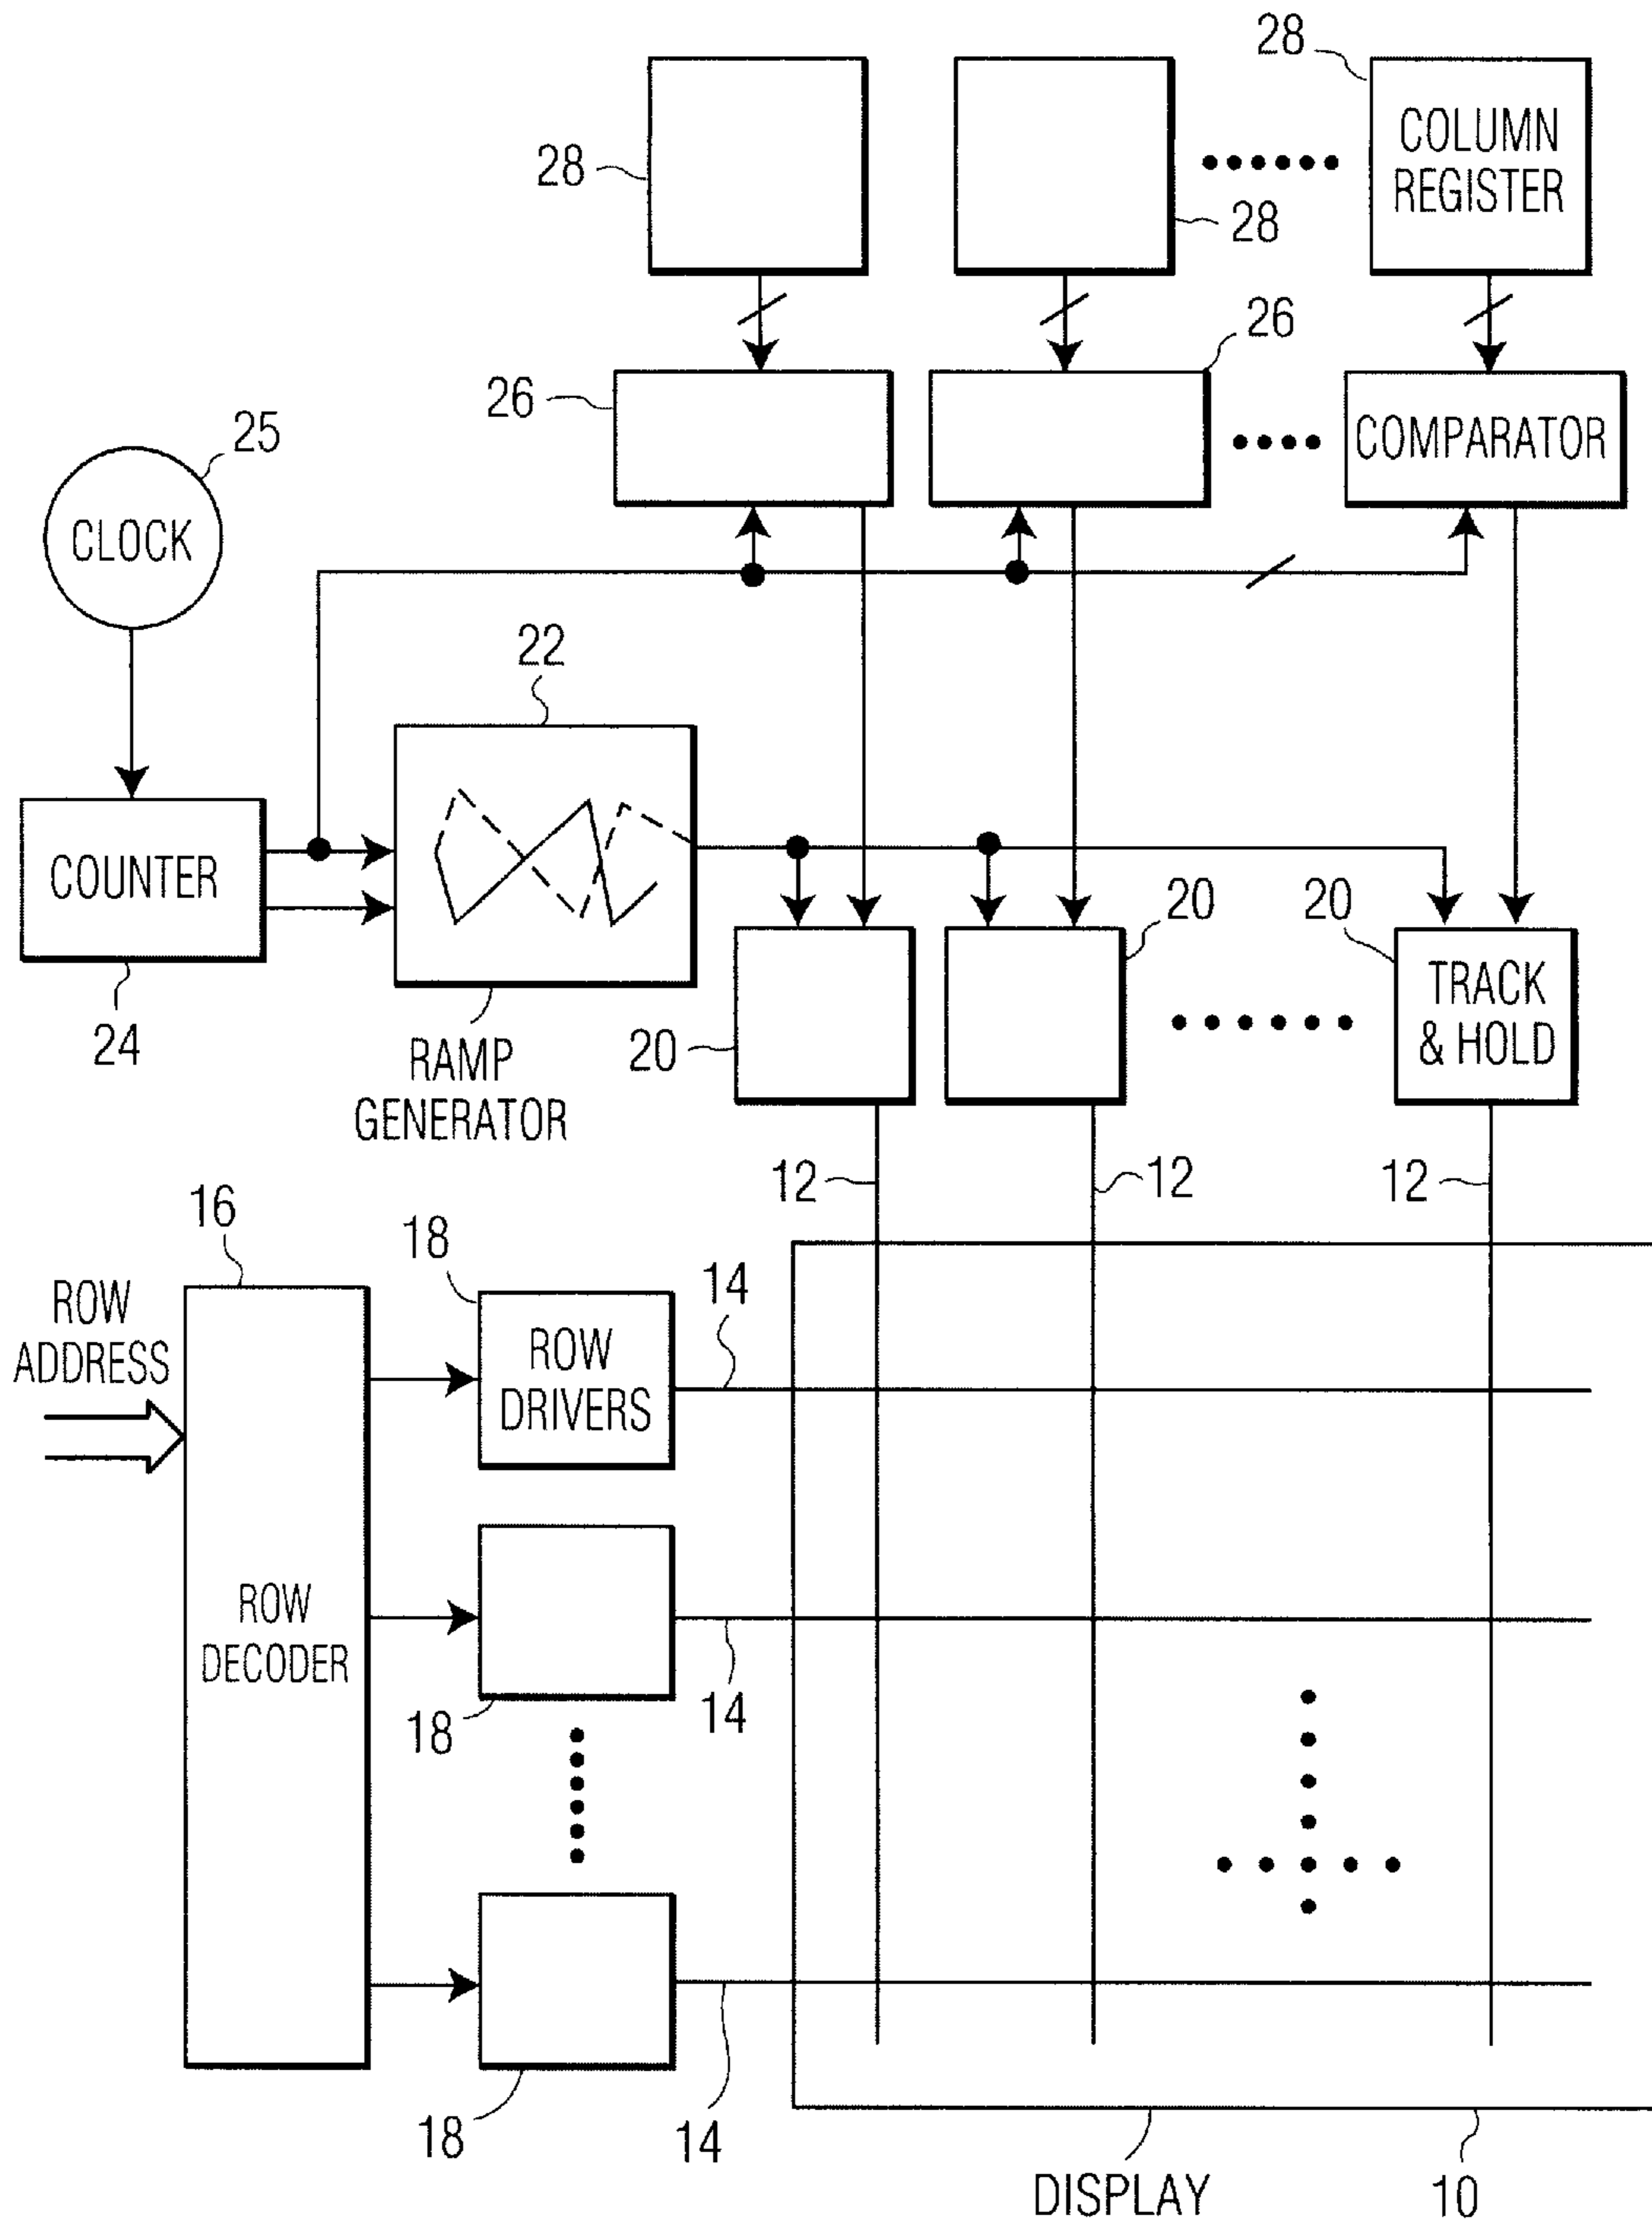 28
COLUMN
REGISTER
28
28
26
26
COMPARATOR
25
CLOCK
22
COUNTER
24
RAMP
GENERATOR
20
20
20
TRACK
& HOLD
12
12
12
16
ROW
ADDRESS
18
ROW
DRIVERS
14
ROW
DECODER
18
14
18
14
DISPLAY
10